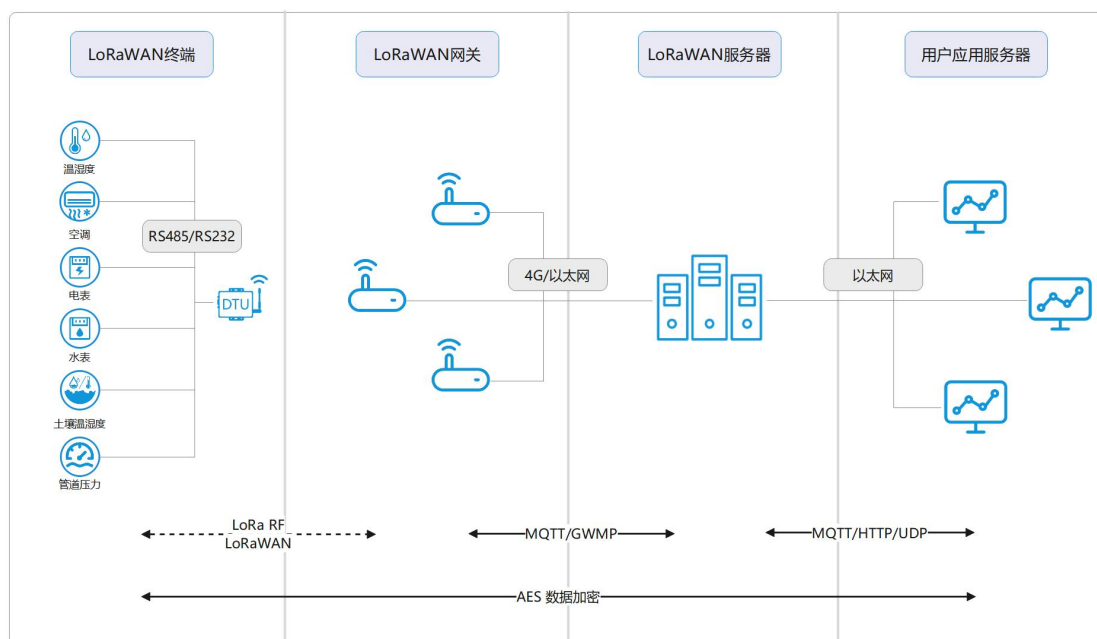 LoRaWAN终端
LoRaWAN网关
LoRaWAN服务器
用户应用服务器
温湿度
空调
RS485/RS232
电表
DTU
水表
土壤温湿度
管道压力
4G/以太网
以太网
LoRa RF
LoRaWAN
MQTT/GWMP
MQTT/HTTP/UDP
AES 数据加密